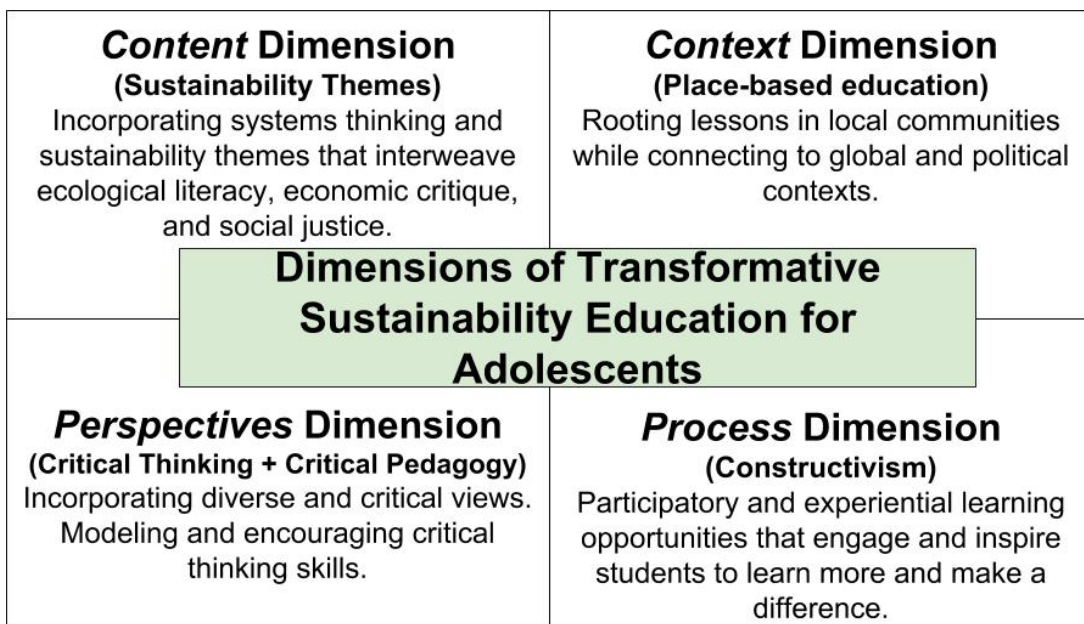 Content Dimension
(Sustainability Themes)
Incorporating systems thinking and
sustainability themes that interweave
ecological literacy, economic critique,
and social justice.
Context Dimension
(Place-based education)
Rooting lessons in local communities
while connecting to global and political
contexts.
Dimensions of Transformative
Sustainability Education for
Adolescents
Perspectives Dimension
(Critical Thinking + Critical Pedagogy)
Incorporating diverse and critical views.
Modeling and encouraging critical
thinking skills.
Process Dimension
(Constructivism)
Participatory and experiential learning
opportunities that engage and inspire
students to learn more and make a
difference.